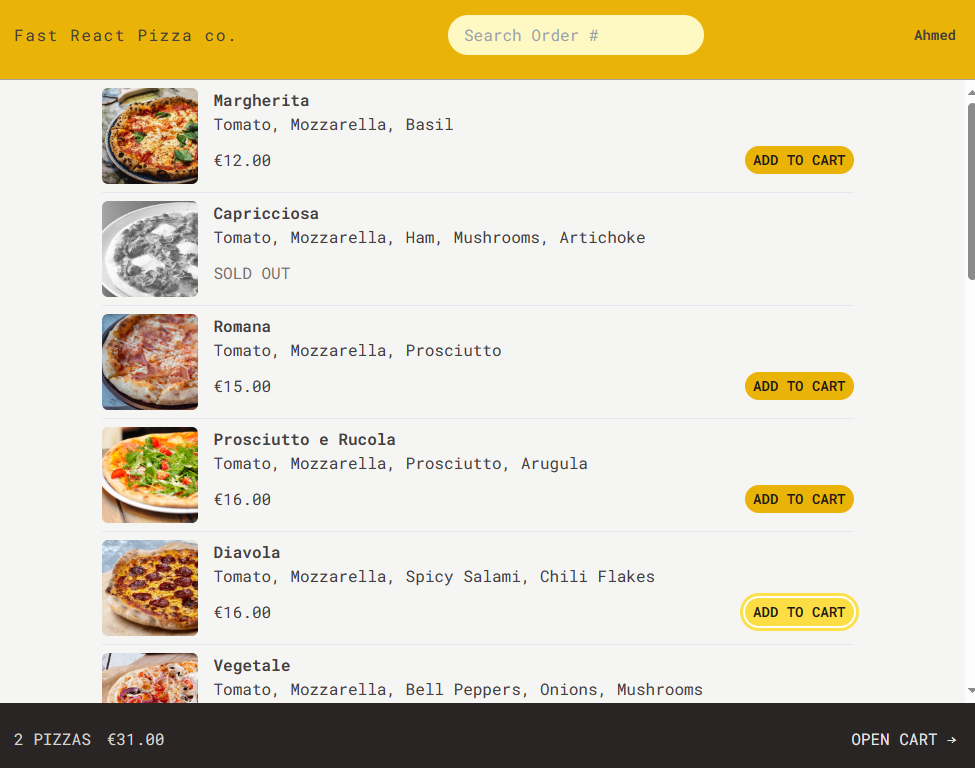 Fast React Pizza co.
Search Order #
Ahmed
Margherita
Tomato, Mozzarella, Basil
€12.00
ADD TO CART
Capricciosa
Tomato, Mozzarella, Ham, Mushrooms, Artichoke
SOLD OUT
Romana
Tomato, Mozzarella, Prosciutto
€15.00
ADD TO CART
Prosciutto e Rucola
Tomato, Mozzarella, Prosciutto, Arugula
€16.00
ADD TO CART
Diavola
Tomato, Mozzarella, Spicy Salami, Chili Flakes
€16.00
ADD TO CART
Vegetale
Tomato, Mozzarella, Bell Peppers, Onions, Mushrooms
2 PIZZAS €31.00
OPEN CART →